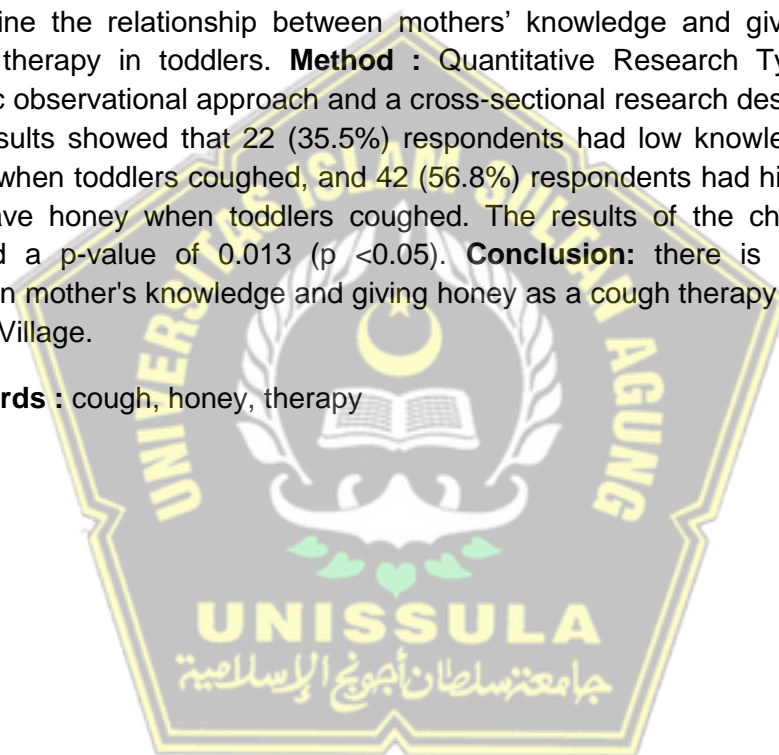 ine the relationship between mothers' knowledge and giv
therapy in toddlers. Method : Quantitative Research Ty
c observational approach and a cross-sectional research des
sults showed that 22 (35.5%) respondents had low knowle
when toddlers coughed, and 42 (56.8%) respondents had hi
ave honey when toddlers coughed. The results of the ch
d a p-value of 0.013 (p <0.05). Conclusion: there is
n mother's knowledge and giving honey as a cough therapy
Village.
rds : cough, honey, therapy
UNIVERSITAS ISLAM SULTAN AGUNG
UNISSULA
جامعة سلطان أجونج الإسلامية